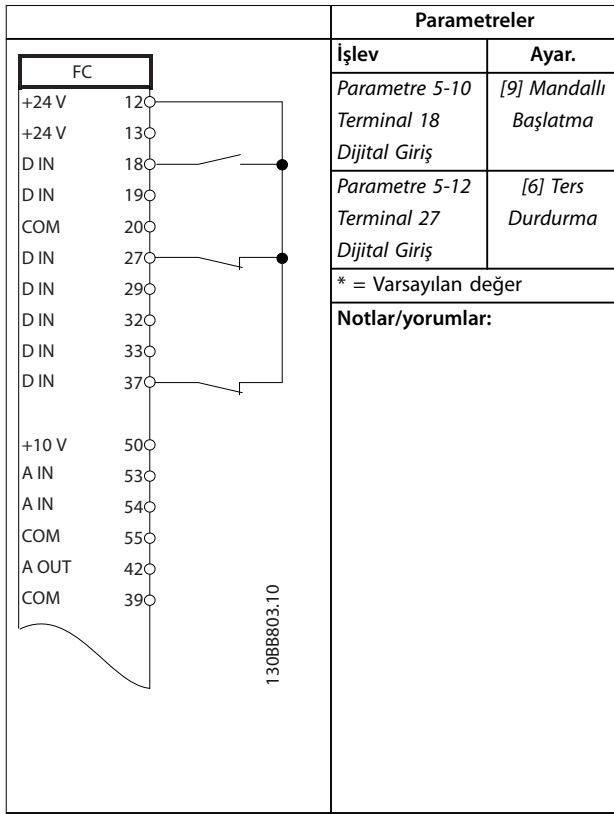 Parametreler
İşlev Ayar.
Parametre 5-10 [9] Mandallı
Terminal 18 Başlatma
Dijital Giriş
Parametre 5-12 [6] Ters
Terminal 27 Durdurma
Dijital Giriş
* = Varsayılan değer
Notlar/yorumlar:
FC
+24 V 12
+24 V 13
D IN 18
D IN 19
COM 20
D IN 27
D IN 29
D IN 32
D IN 33
D IN 37
+10 V 50
A IN 53
A IN 54
COM 55
A OUT 42
COM 39
130BB803.10